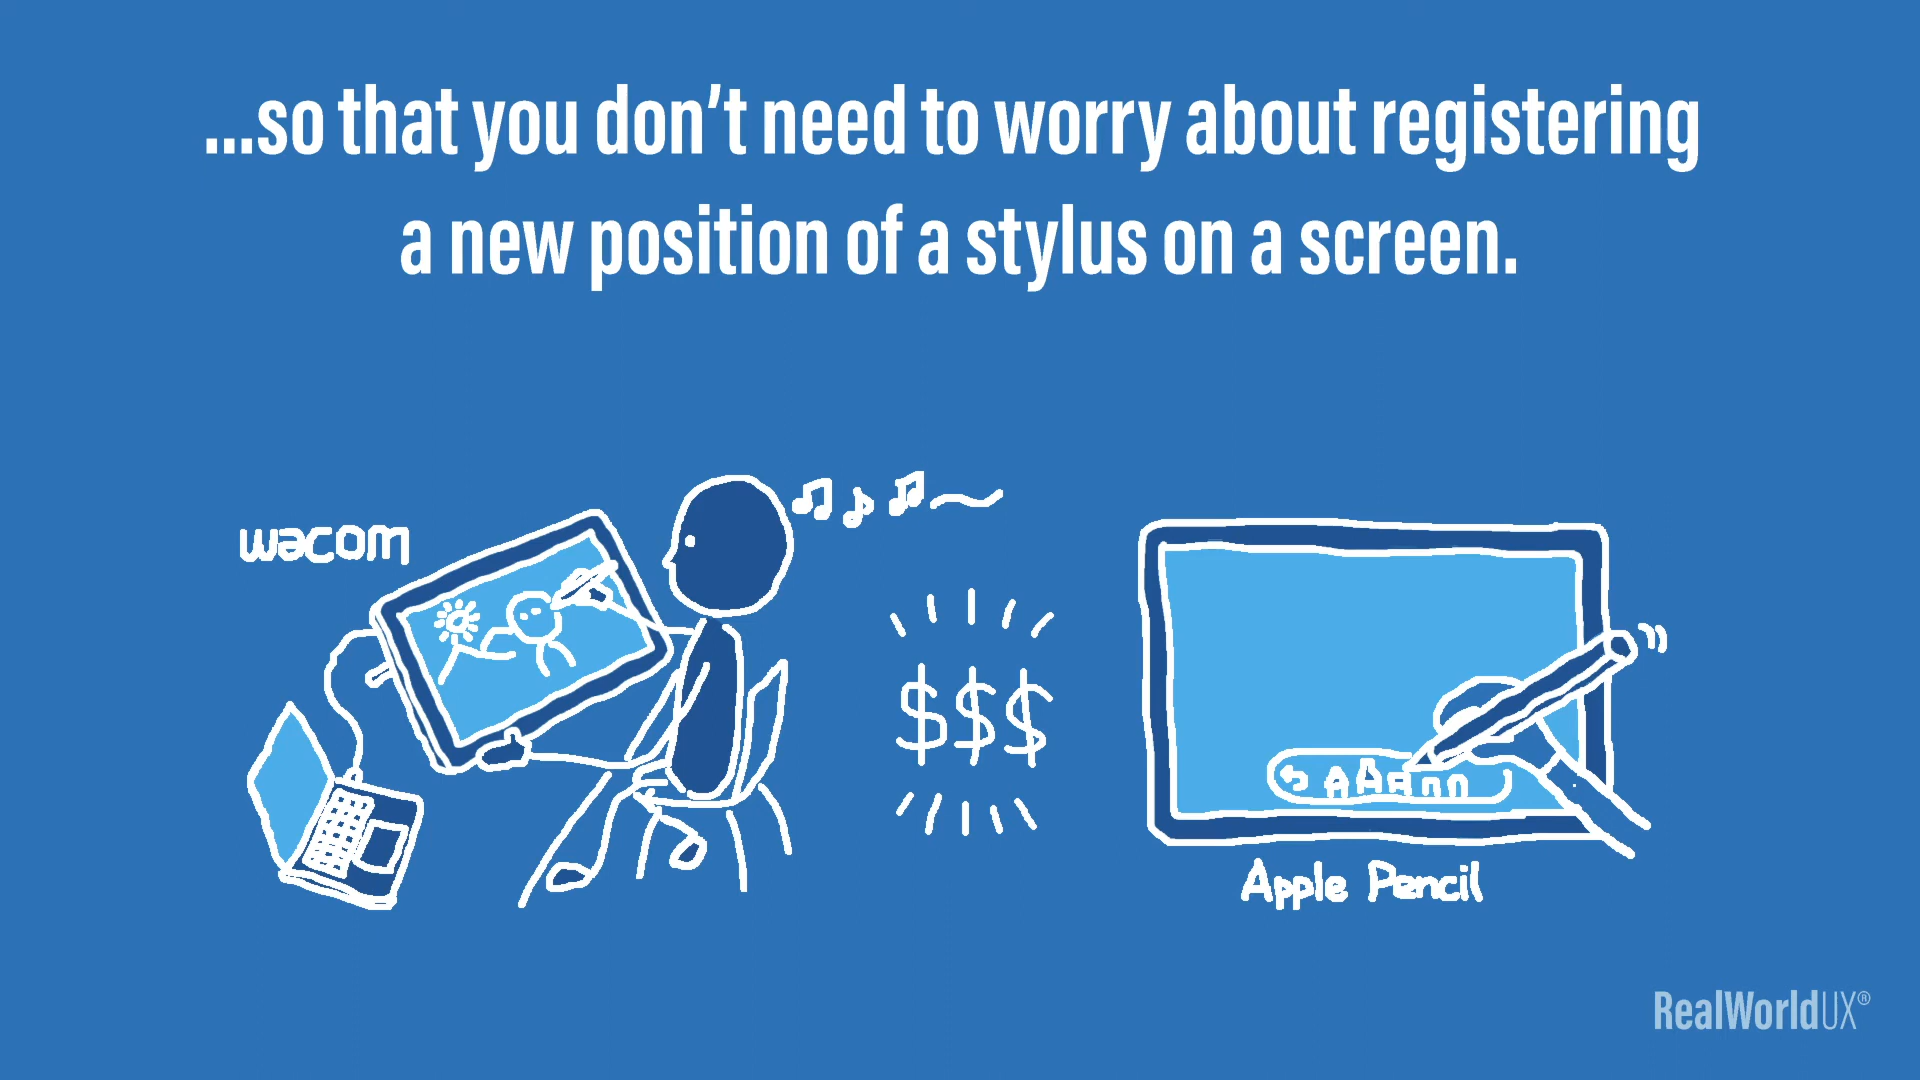 ...so that you don’t need to worry about registering
a new position of a stylus on a screen.
wacom
$$$
Apple Pencil
RealWorldUX®